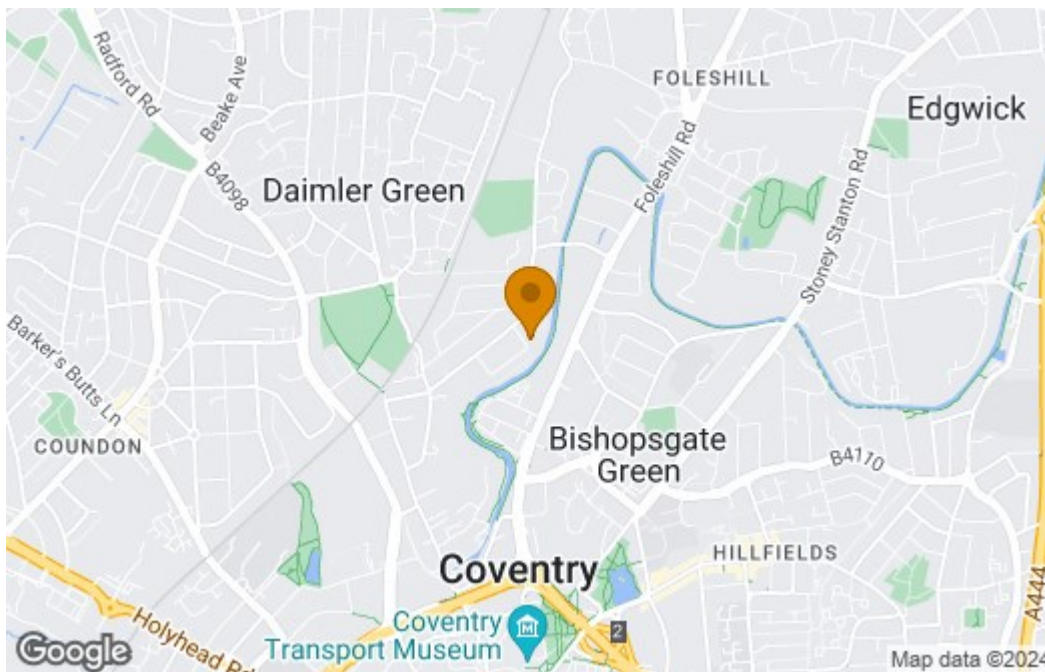 Radford Rd
Beake Ave
B4098
FOLESHILL
Edgwick
Daimler Green
Foleshill Rd
Stoney Stanton Rd
Barker's Butts Ln
COUNDON
Bishopsgate
Green
B4110
HILLFIELDS
Coventry
A444
Coventry
Transport Museum
M
2
Holyhead Rd
Google
Map data ©2024